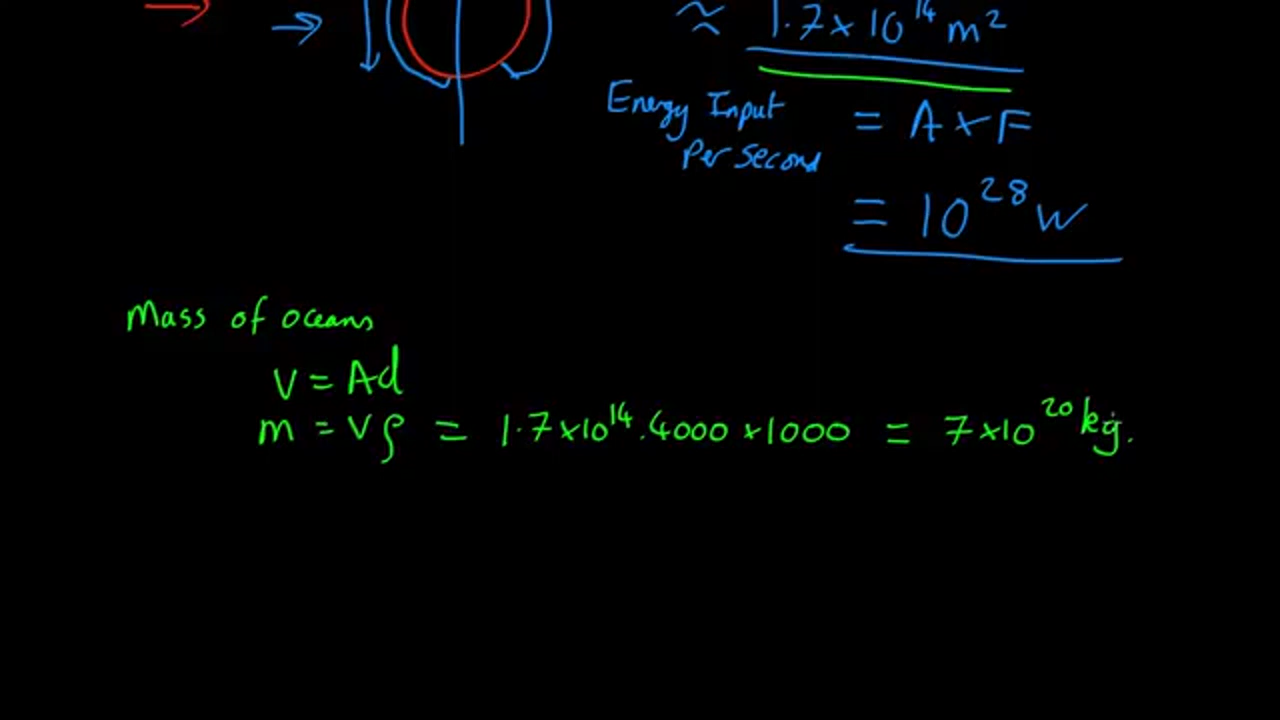 ≈ 1.7×10¹⁴ m²
Energy Input
Per Second
= A × F
= 10²⁸ W
Mass of oceans
V = Ad
m = Vρ = 1.7×10¹⁴.4000×1000 = 7×10²⁰ kg.